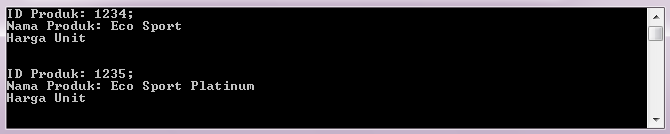 ID Produk: 1234;
Nama Produk: Eco Sport
Harga Unit
ID Produk: 1235;
Nama Produk: Eco Sport Platinum
Harga Unit